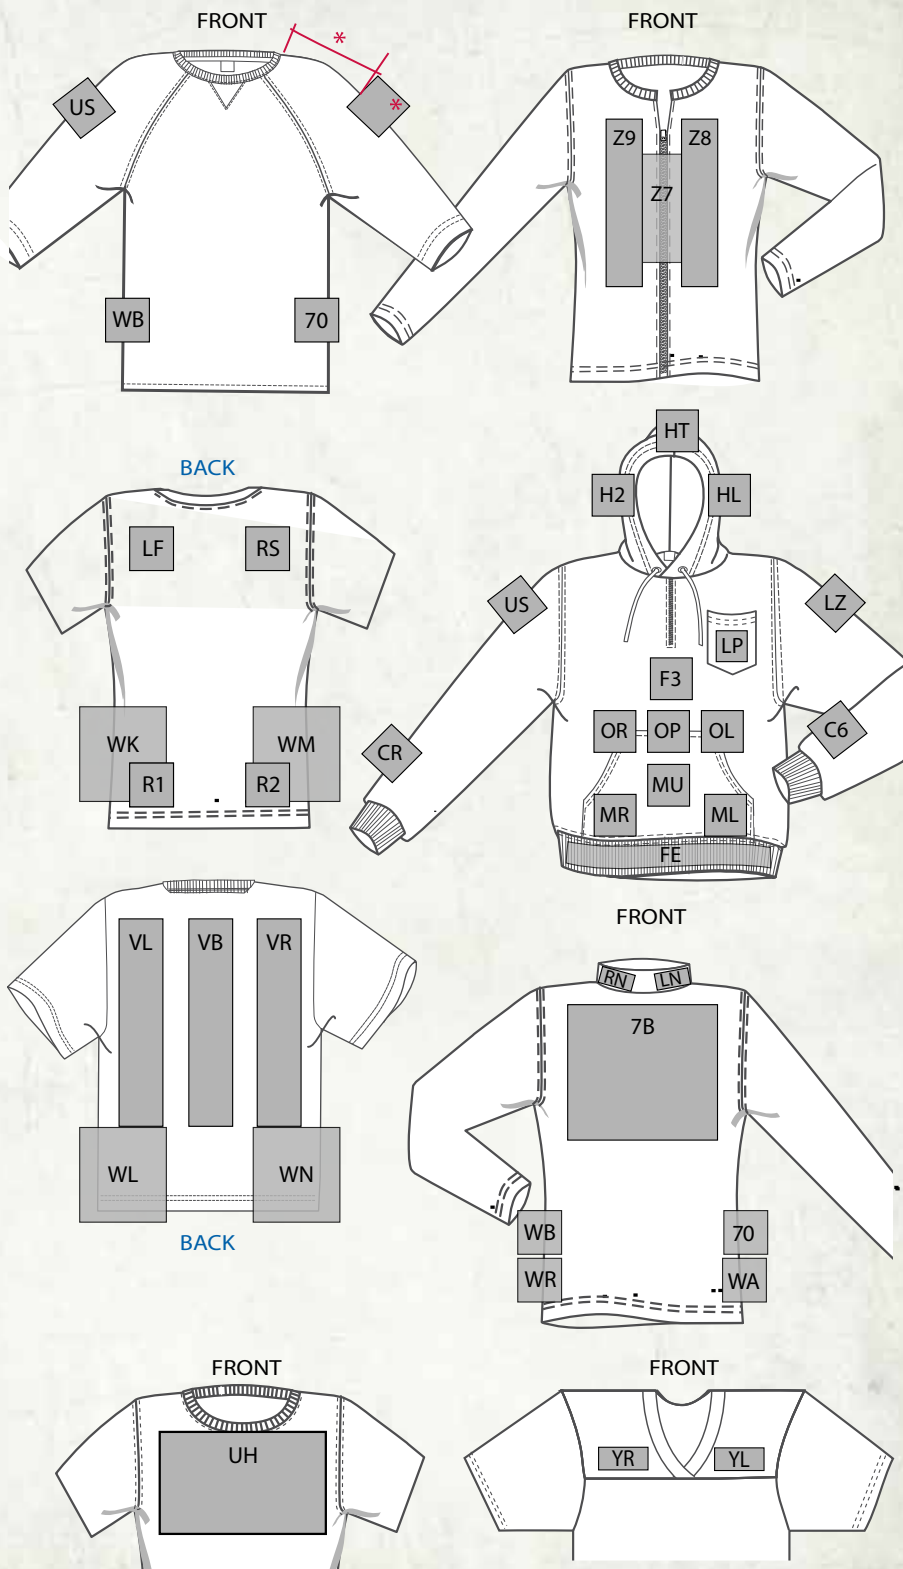 FRONT
*
US
*
WB
70
FRONT
Z9
Z8
Z7
BACK
LF
RS
WK
WM
R1
R2
HT
H2
HL
US
LZ
LP
F3
OR
OP
OL
C6
CR
MU
MR
ML
FE
VL
VB
VR
WL
WN
BACK
FRONT
RN
LN
7B
WB
70
WR
WA
FRONT
UH
FRONT
YR
YL